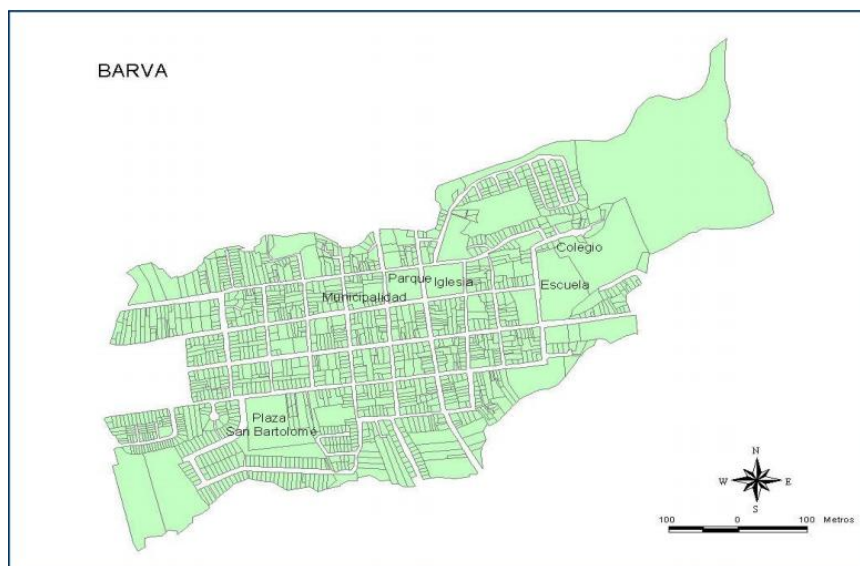 BARVA
Colegio
Parque
Iglesia
Escuela
Municipalidad
Plaza
San Bartolomé
N
W E
S
100 0 100 Metros